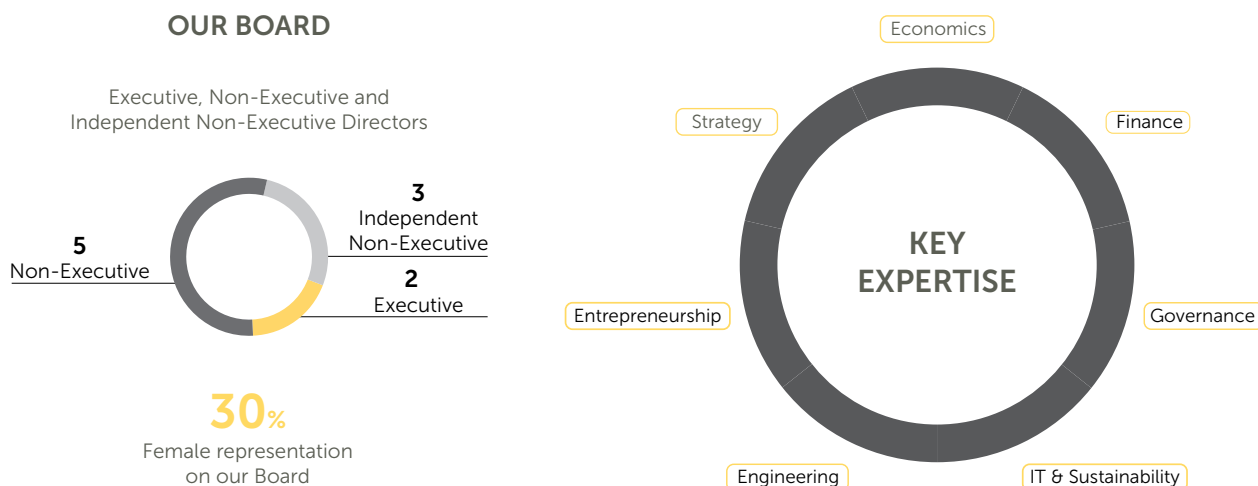 OUR BOARD
Executive, Non-Executive and
Independent Non-Executive Directors
5
Non-Executive
3
Independent
Non-Executive
2
Executive
30%
Female representation
on our Board
Economics
Strategy
Finance
KEY
EXPERTISE
Entrepreneurship
Governance
Engineering
IT & Sustainability